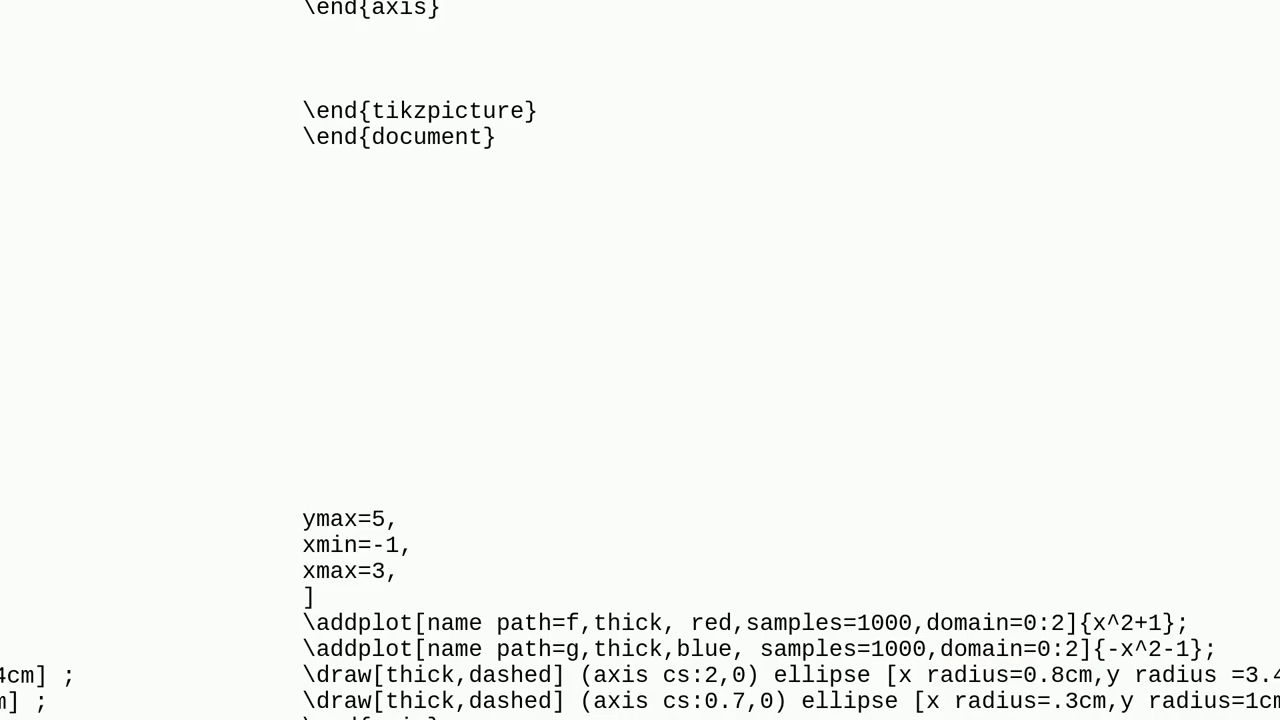 \end{axis}
\end{tikzpicture}
\end{document}
ymax=5,
xmin=-1,
xmax=3,
]
\addplot[name path=f,thick, red,samples=1000,domain=0:2]{x^2+1};
\addplot[name path=g,thick,blue, samples=1000,domain=0:2]{-x^2-1};
4cm] ; \draw[thick,dashed] (axis cs:2,0) ellipse [x radius=0.8cm,y radius =3.4
m] ; \draw[thick,dashed] (axis cs:0.7,0) ellipse [x radius=.3cm,y radius=1cm